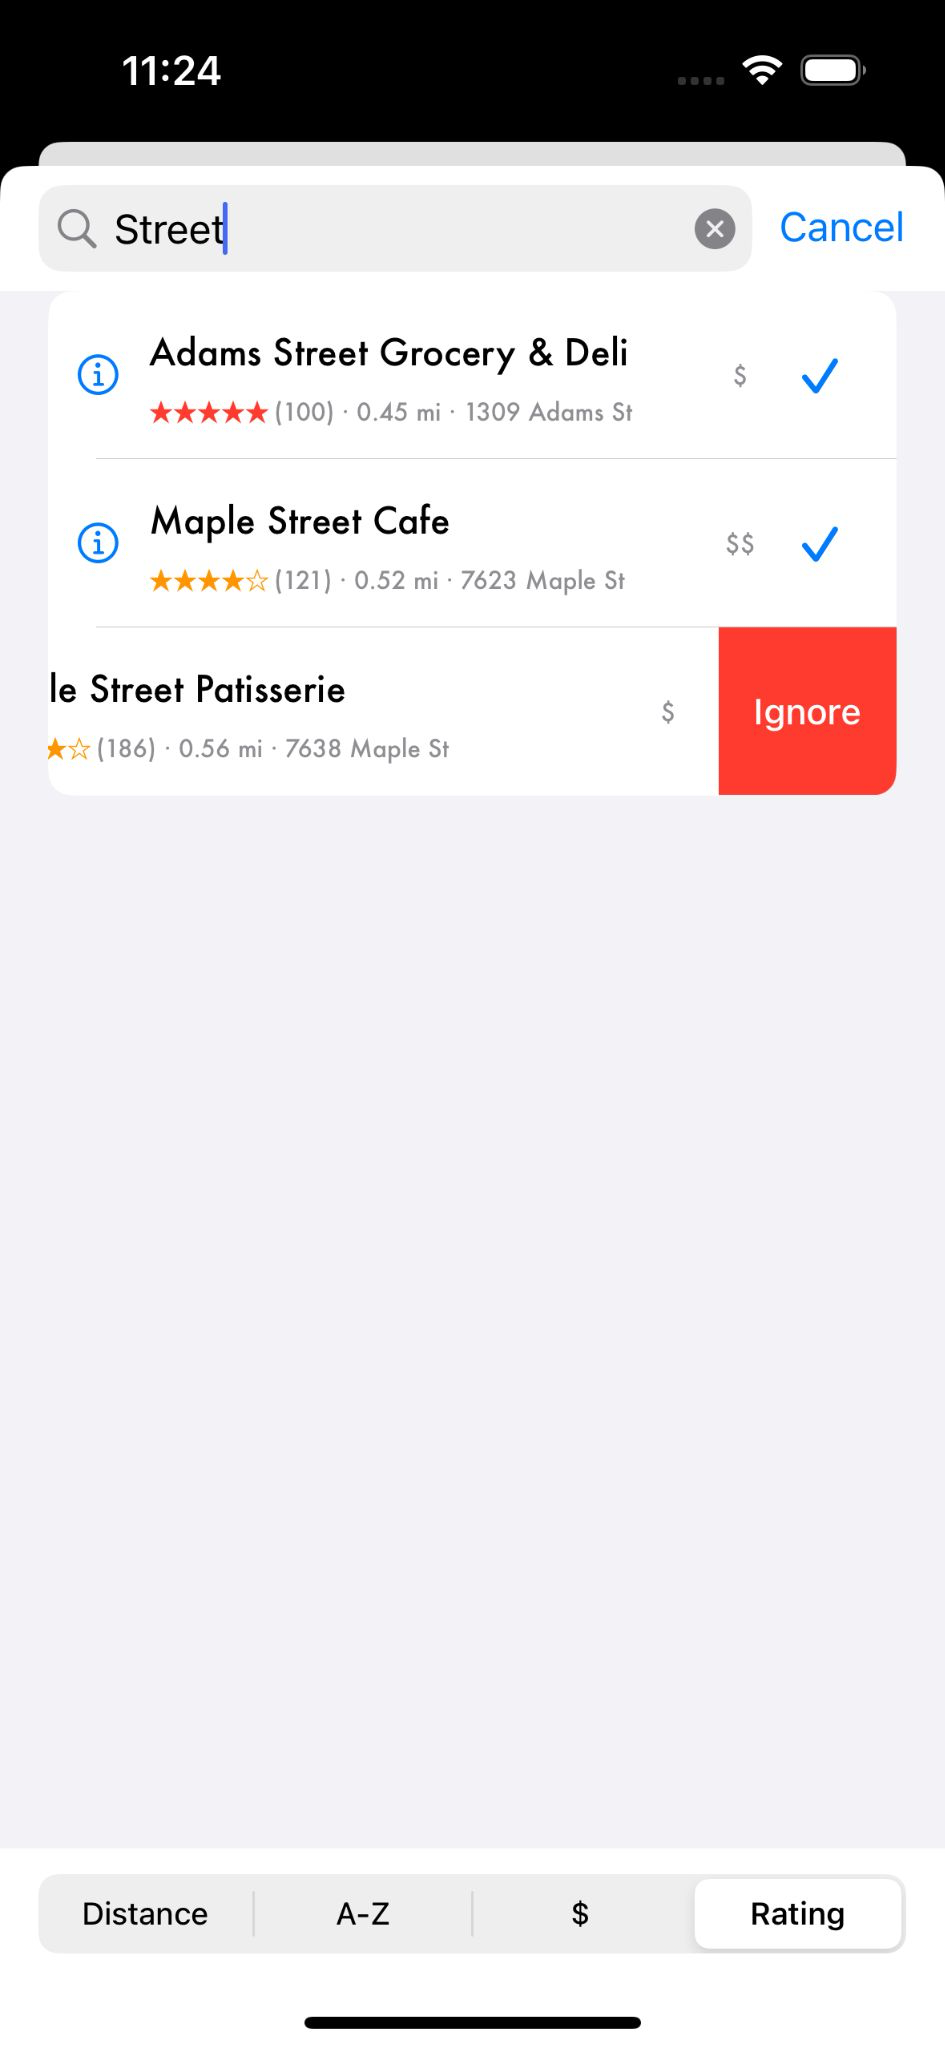 11:24
Street
Cancel
Adams Street Grocery & Deli
$
★★★★★ (100) · 0.45 mi · 1309 Adams St
Maple Street Cafe
$$
★★★★☆ (121) · 0.52 mi · 7623 Maple St
le Street Patisserie
$
Ignore
★☆ (186) · 0.56 mi · 7638 Maple St
Distance
A-Z
$
Rating